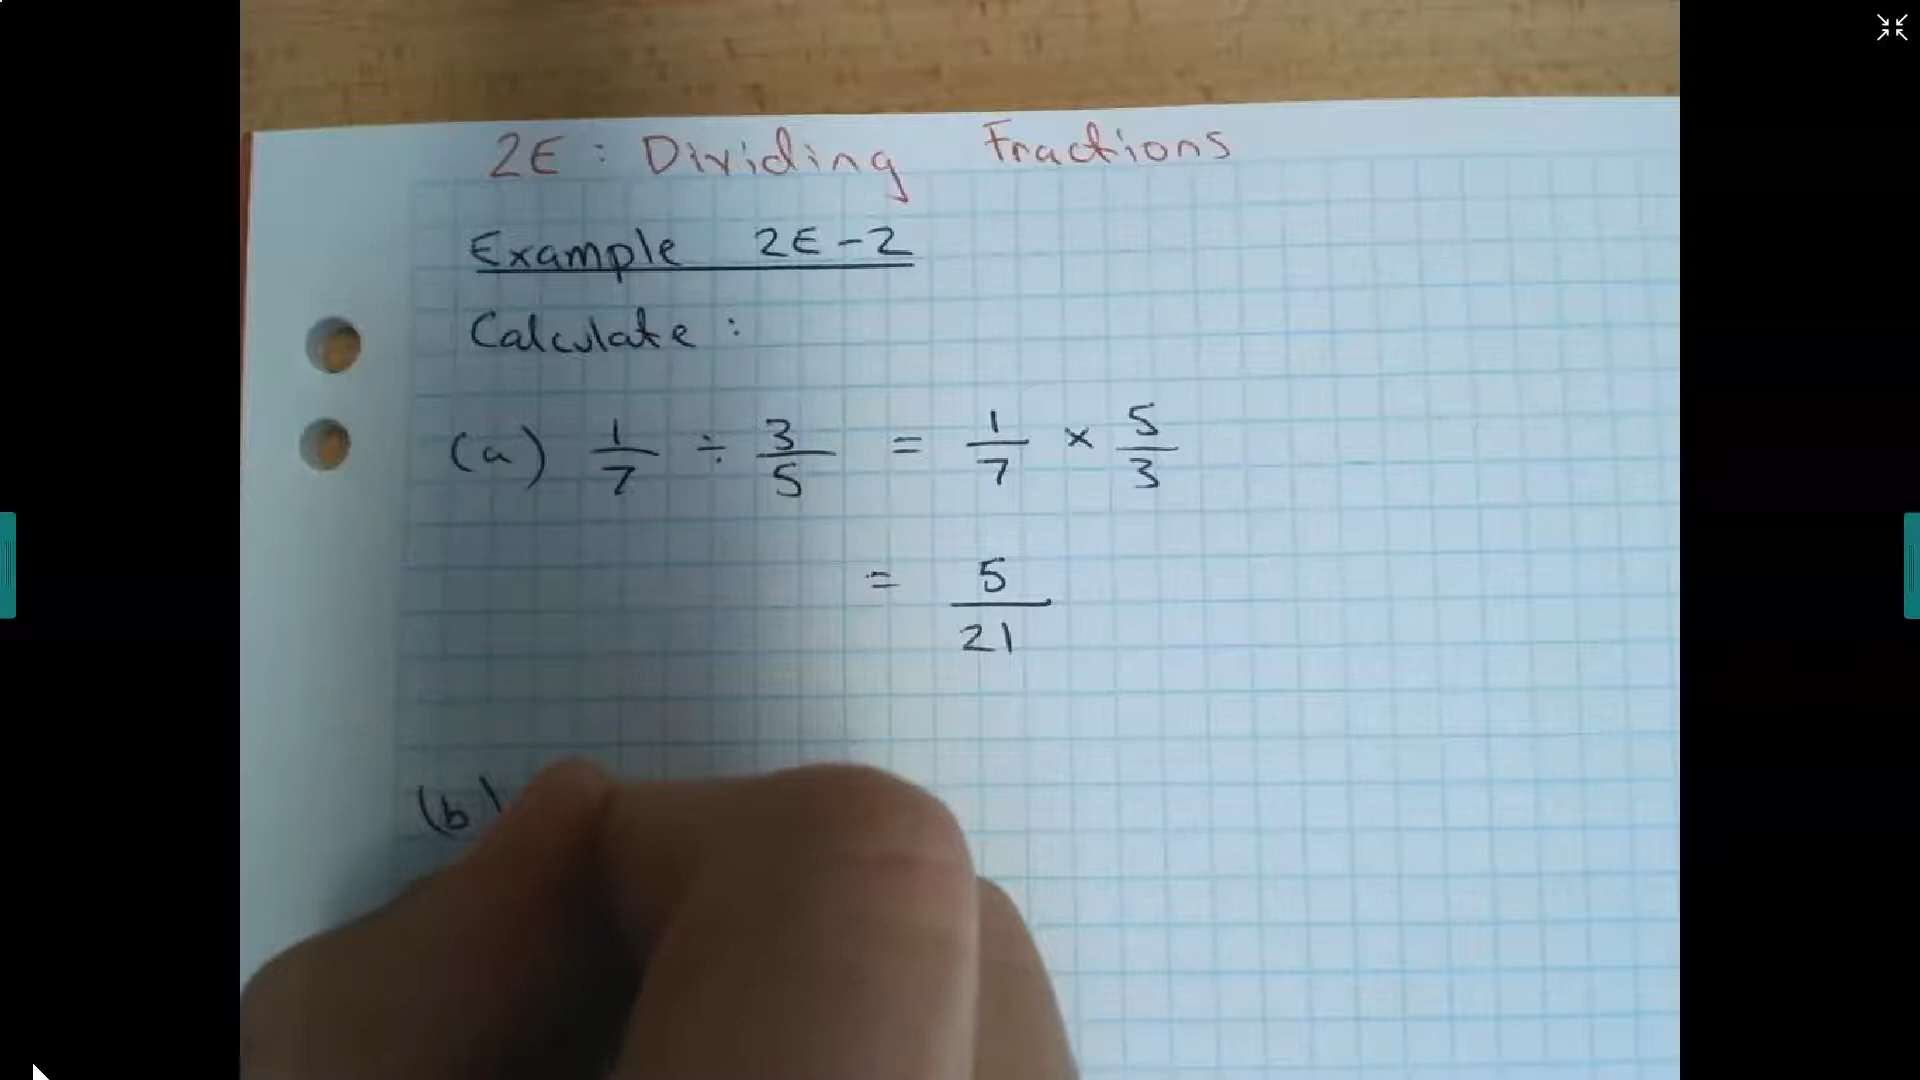 2E: Dividing Fractions
Example 2E-2
Calculate:
(a) 1/7 ÷ 3/5 = 1/7 × 5/3
= 5/21
(b)